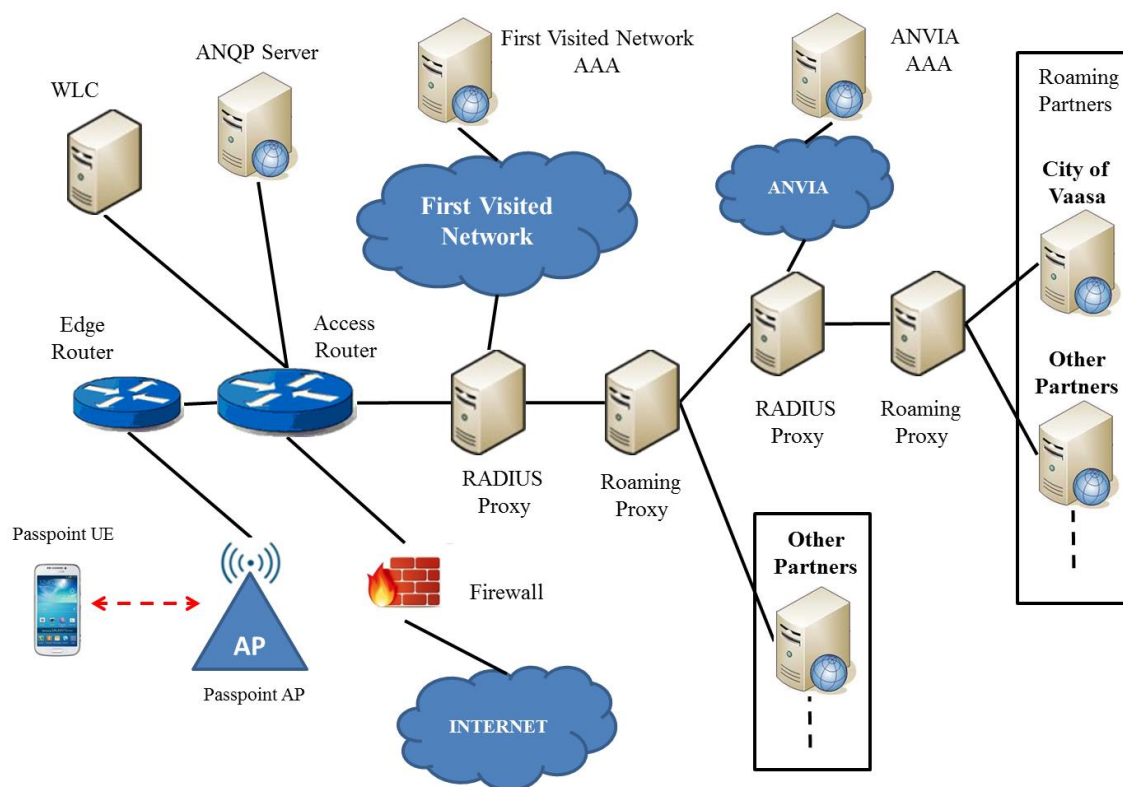 First Visited Network
AAA
ANVIA
AAA
ANQP Server
WLC
Roaming
Partners
ANVIA
City of
Vaasa
First Visited
Network
Edge
Router
Access
Router
Other
Partners
RADIUS
Proxy
Roaming
Proxy
RADIUS
Proxy
Roaming
Proxy
Passpoint UE
Other
Partners
Firewall
AP
Passpoint AP
INTERNET